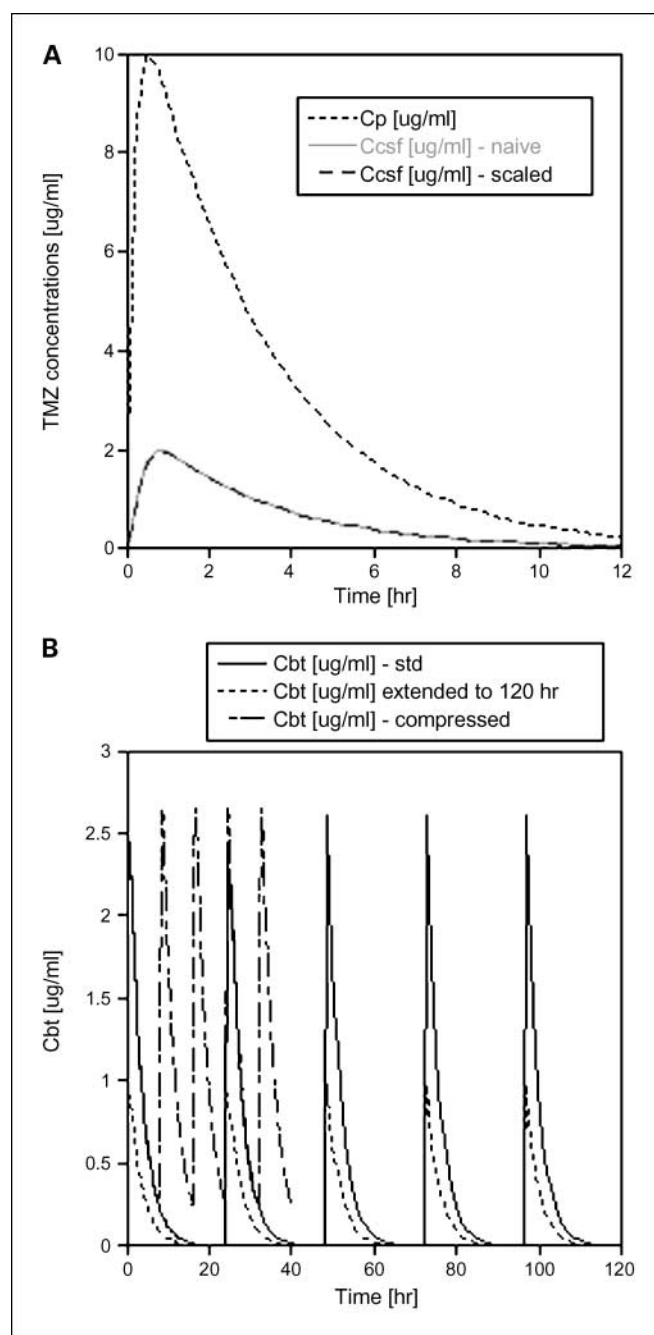 A
10
8
6
4
2
0
TMZ concentrations [ug/ml]
Cp [ug/ml]
Ccsf [ug/ml] - naive
Ccsf [ug/ml] - scaled
0 2 4 6 8 10 12
Time [hr]
B
Cbt [ug/ml] - std
Cbt [ug/ml] extended to 120 hr
Cbt [ug/ml] - compressed
3
2.5
2
1.5
1
0.5
0
Cbt [ug/ml]
0 20 40 60 80 100 120
Time [hr]